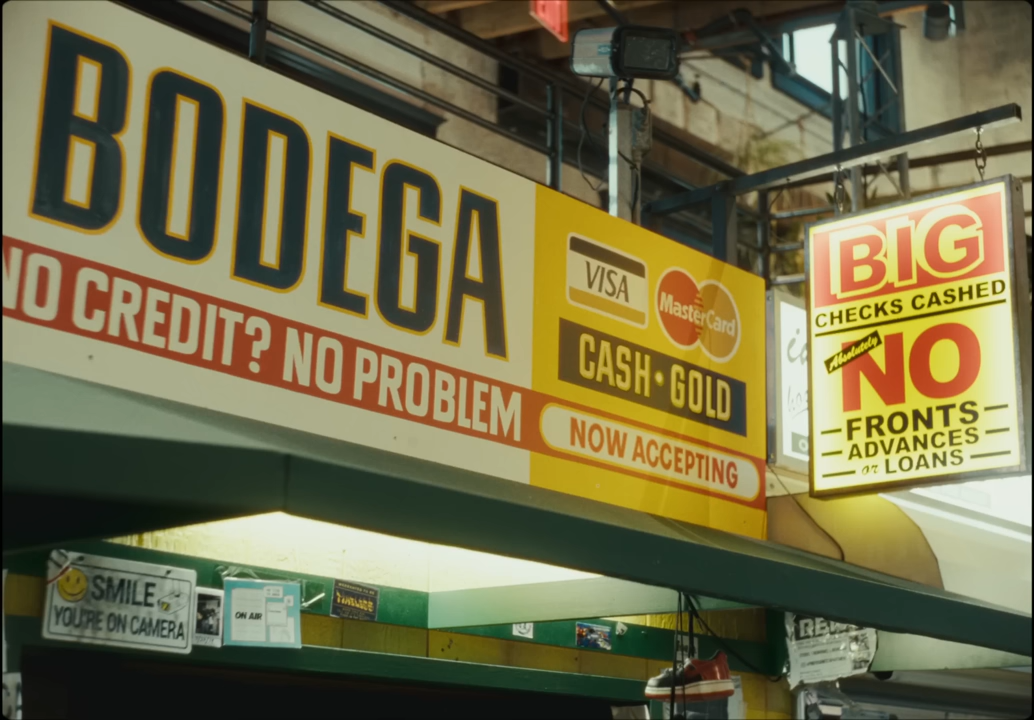 BODEGA
NO CREDIT? NO PROBLEM
VISA
MasterCard
CASH • GOLD
NOW ACCEPTING
BIG
CHECKS CASHED
Absolutely
NO
FRONTS
ADVANCES
or LOANS
SMILE
YOU'RE ON CAMERA
ON AIR